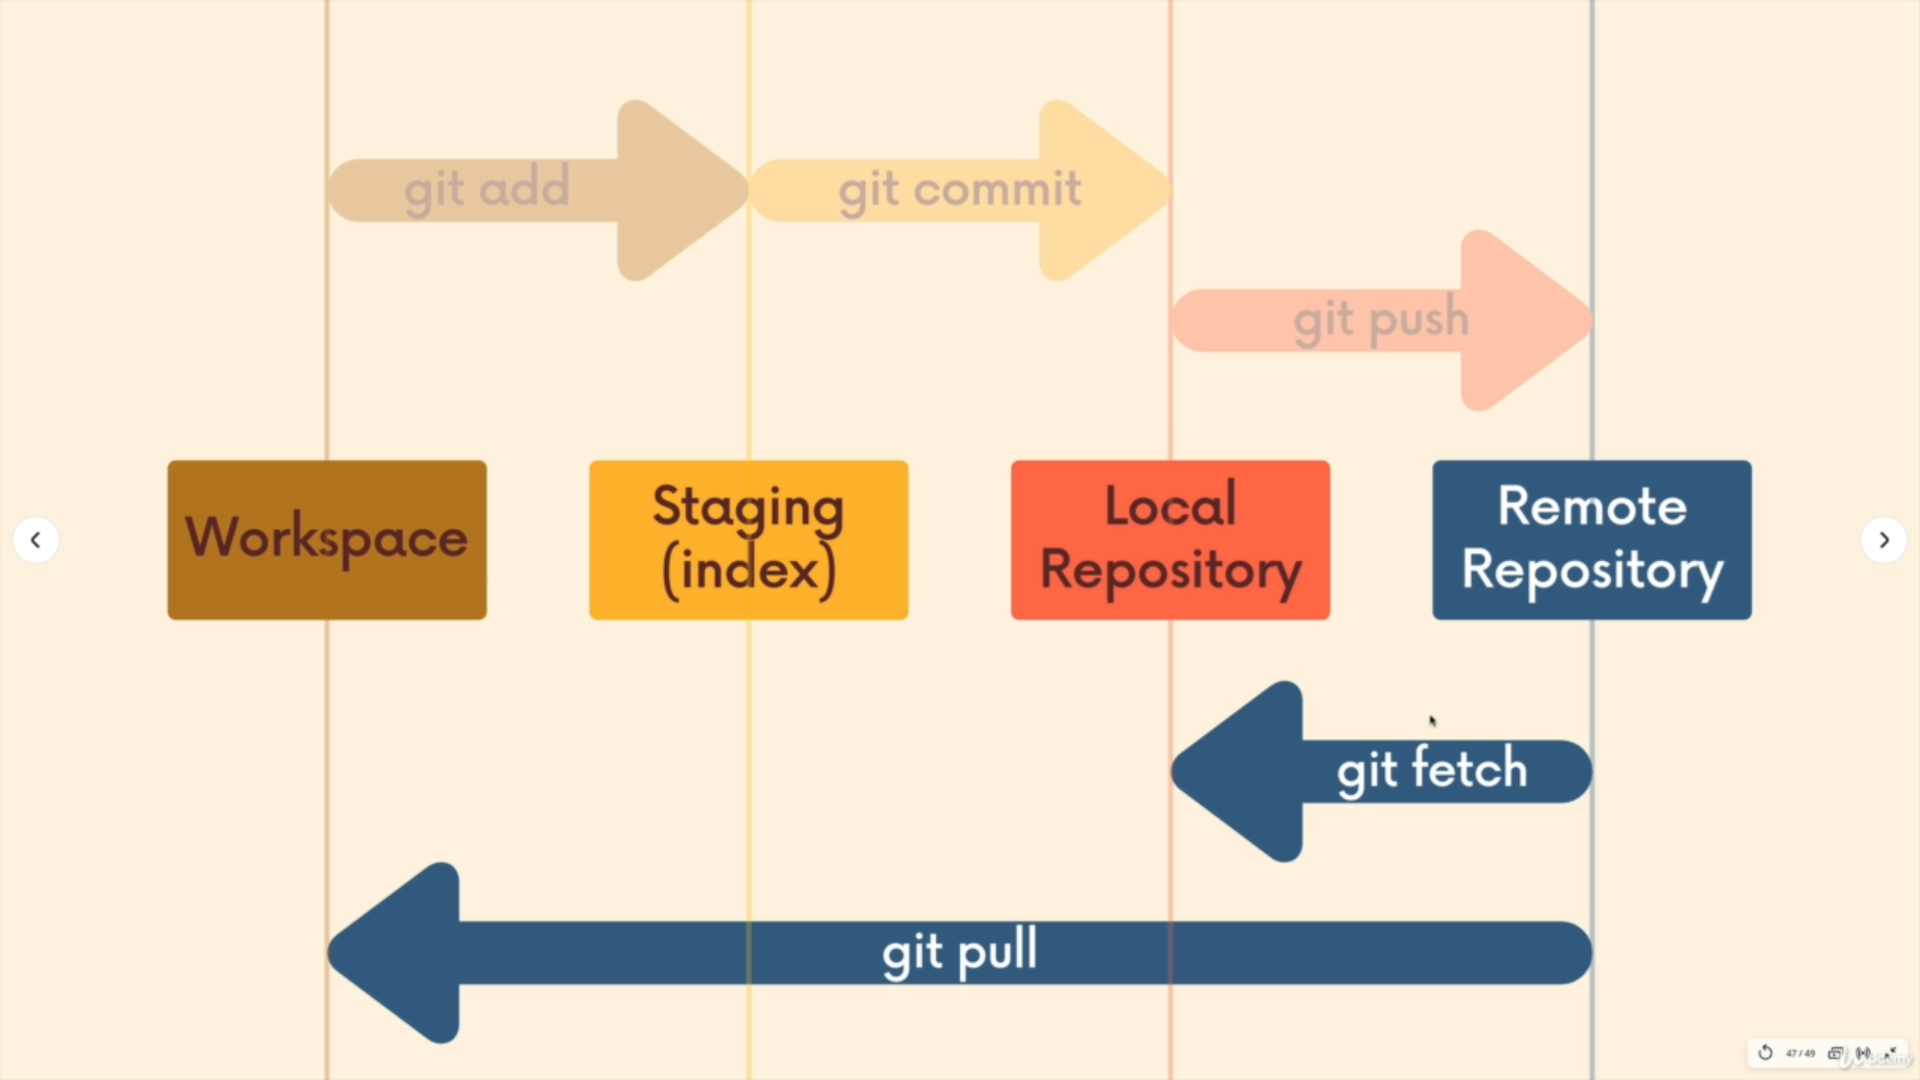 git add
git commit
git push
Workspace
Staging
(index)
Local
Repository
Remote
Repository
git fetch
git pull
47 / 49
Udemy